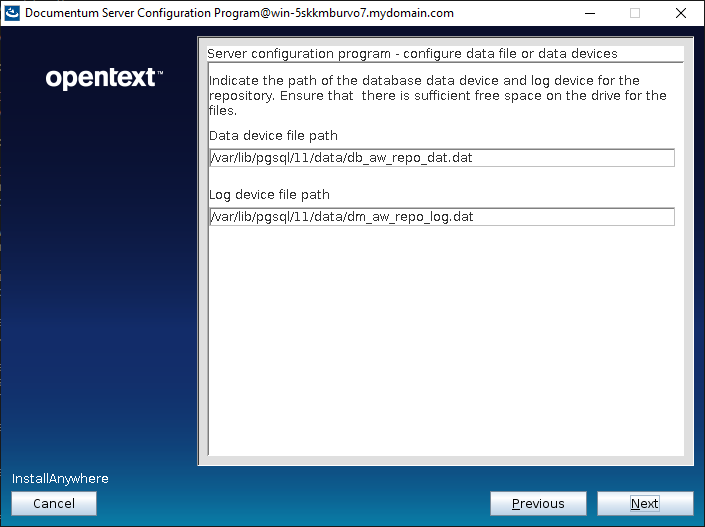 Documentum Server Configuration Program@win-5skkmburvo7.mydomain.com
opentext™
Server configuration program - configure data file or data devices
Indicate the path of the database data device and log device for the
repository. Ensure that  there is sufficient free space on the drive for the
files.
Data device file path
/var/lib/pgsql/11/data/db_aw_repo_dat.dat
Log device file path
/var/lib/pgsql/11/data/dm_aw_repo_log.dat
InstallAnywhere
Cancel
Previous
Next